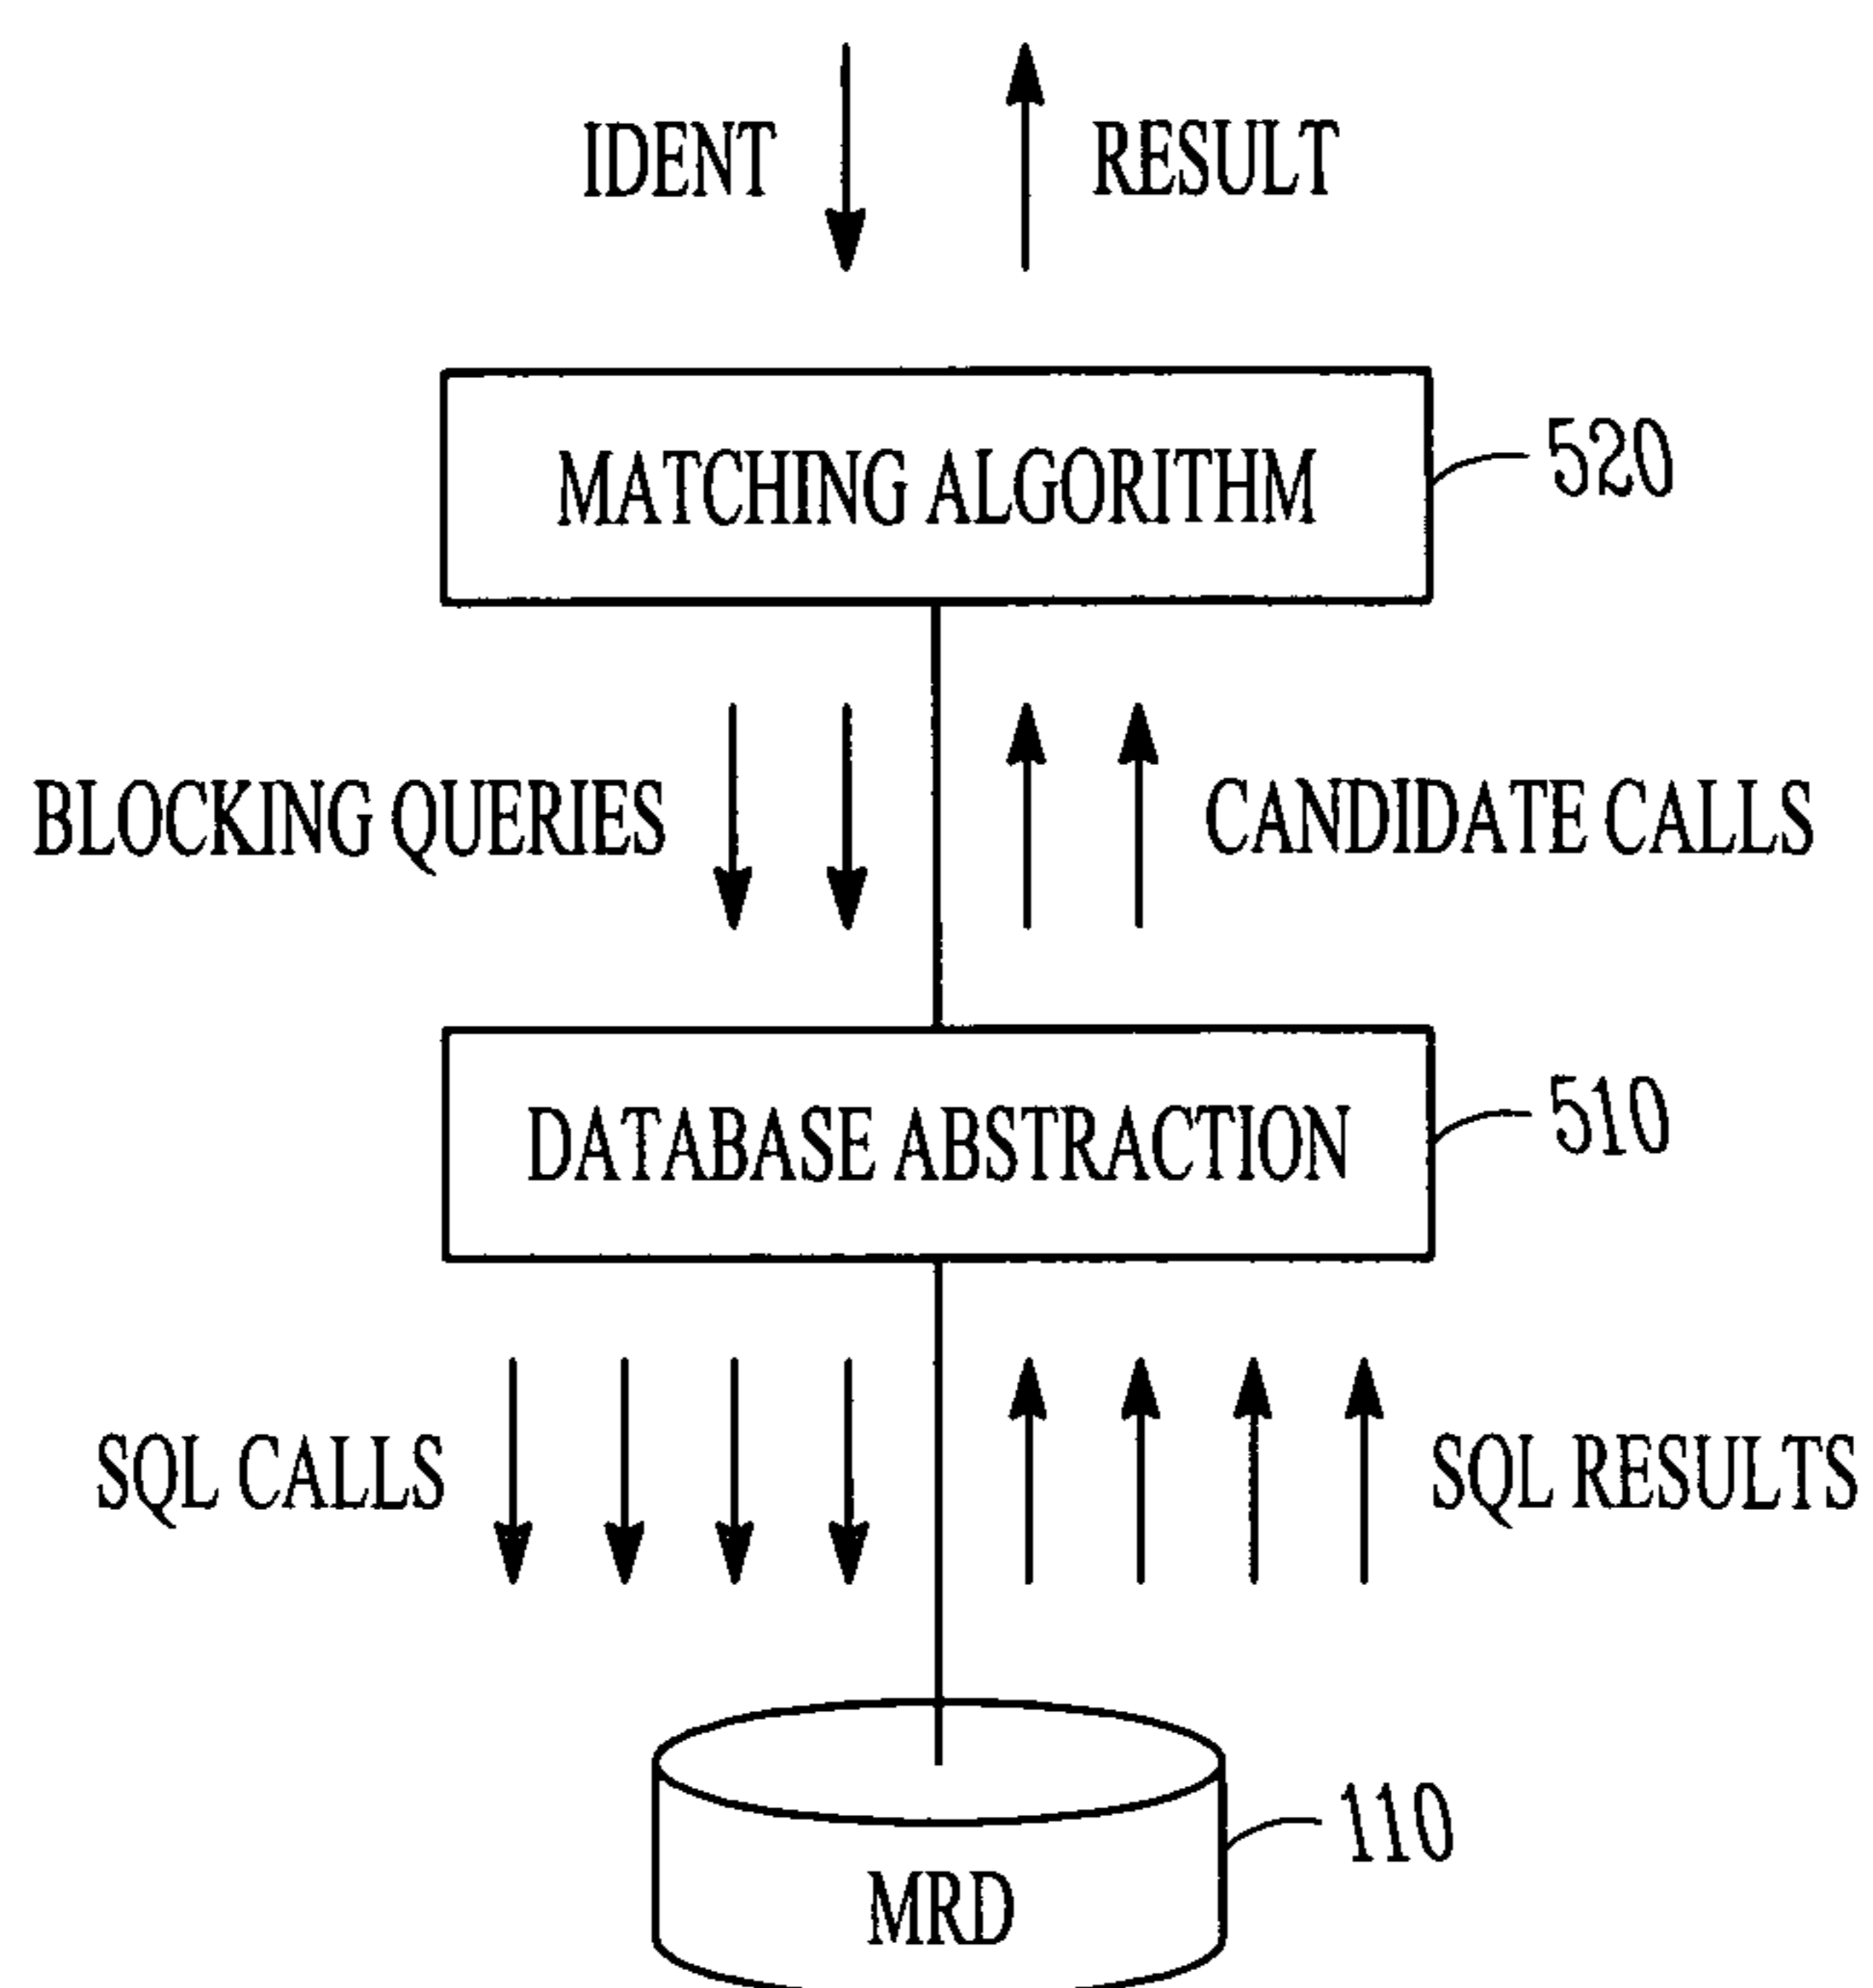 IDENT
RESULT
MATCHING ALGORITHM
520
BLOCKING QUERIES
CANDIDATE CALLS
DATABASE ABSTRACTION
510
SQL CALLS
SQL RESULTS
110
MRD